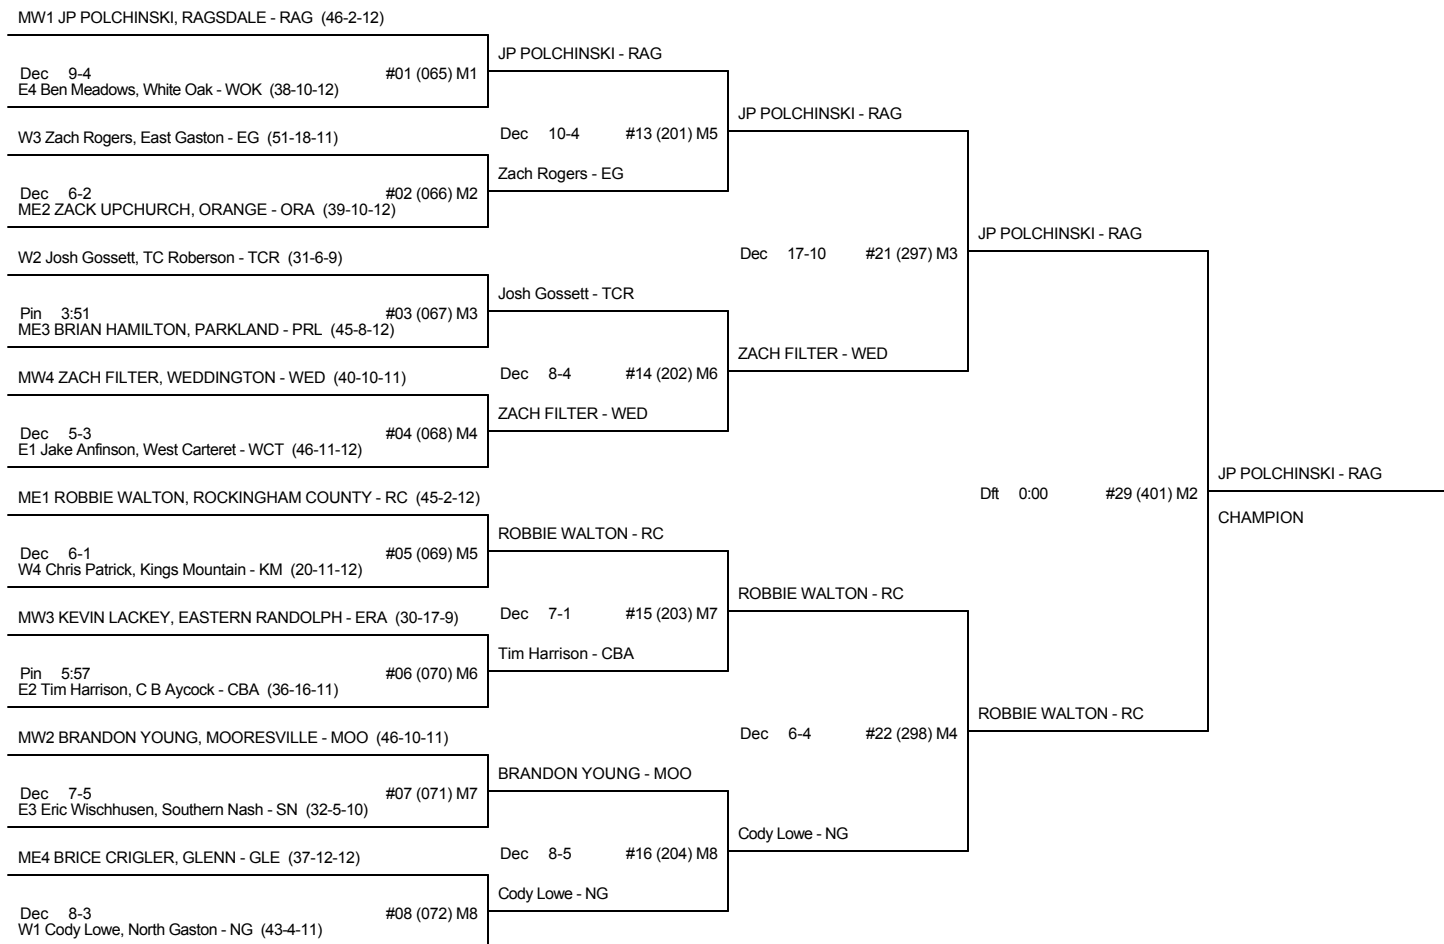 MW1 JP POLCHINSKI, RAGSDALE - RAG (46-2-12)
JP POLCHINSKI - RAG
Dec 9-4 #01 (065) M1
E4 Ben Meadows, White Oak - WOK (38-10-12)
JP POLCHINSKI - RAG
W3 Zach Rogers, East Gaston - EG (51-18-11)
Dec 10-4 #13 (201) M5
Zach Rogers - EG
Dec 6-2 #02 (066) M2
ME2 ZACK UPCHURCH, ORANGE - ORA (39-10-12)
JP POLCHINSKI - RAG
W2 Josh Gossett, TC Roberson - TCR (31-6-9)
Dec 17-10 #21 (297) M3
Josh Gossett - TCR
Pin 3:51 #03 (067) M3
ME3 BRIAN HAMILTON, PARKLAND - PRL (45-8-12)
ZACH FILTER - WED
MW4 ZACH FILTER, WEDDINGTON - WED (40-10-11)
Dec 8-4 #14 (202) M6
ZACH FILTER - WED
Dec 5-3 #04 (068) M4
E1 Jake Anfinson, West Carteret - WCT (46-11-12)
JP POLCHINSKI - RAG
ME1 ROBBIE WALTON, ROCKINGHAM COUNTY - RC (45-2-12)
Dft 0:00 #29 (401) M2
CHAMPION
ROBBIE WALTON - RC
Dec 6-1 #05 (069) M5
W4 Chris Patrick, Kings Mountain - KM (20-11-12)
ROBBIE WALTON - RC
MW3 KEVIN LACKEY, EASTERN RANDOLPH - ERA (30-17-9)
Dec 7-1 #15 (203) M7
Tim Harrison - CBA
Pin 5:57 #06 (070) M6
E2 Tim Harrison, C B Aycock - CBA (36-16-11)
ROBBIE WALTON - RC
MW2 BRANDON YOUNG, MOORESVILLE - MOO (46-10-11)
Dec 6-4 #22 (298) M4
BRANDON YOUNG - MOO
Dec 7-5 #07 (071) M7
E3 Eric Wischhusen, Southern Nash - SN (32-5-10)
Cody Lowe - NG
ME4 BRICE CRIGLER, GLENN - GLE (37-12-12)
Dec 8-5 #16 (204) M8
Cody Lowe - NG
Dec 8-3 #08 (072) M8
W1 Cody Lowe, North Gaston - NG (43-4-11)